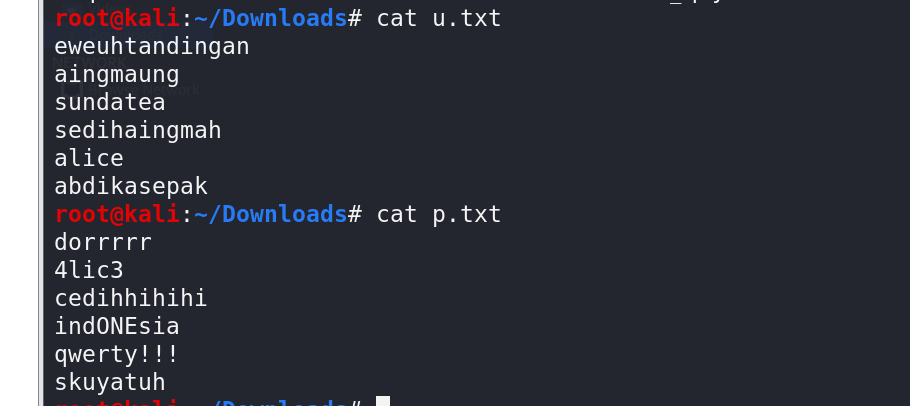 root@kali:~/Downloads# cat u.txt
eweuhtandingan
aingmaung
sundatea
sedihaingmah
alice
abdikasepak
root@kali:~/Downloads# cat p.txt
dorrrrr
4lic3
cedihhihihi
indONEsia
qwerty!!!
skuyatuh
root@kali:~/Downloads#